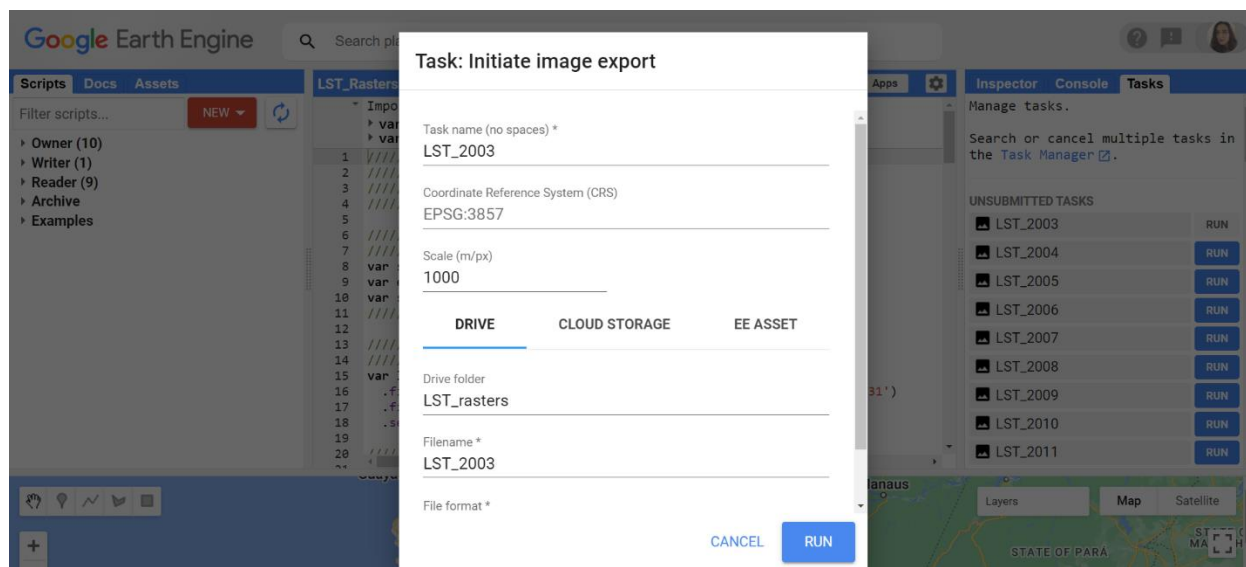 Google Earth Engine
Search pla
Scripts Docs Assets
Filter scripts...
NEW
Owner (10)
Writer (1)
Reader (9)
Archive
Examples
LST_Rasters
Impo
var
var
1 ////
2 ////
3 ////
4 ////
5
6 ////
7 ////
8 var
9 var
10 var
11 ////
12
13 ////
14 ////
15 var
16 .f
17 .f
18 .s
19
20 ////
31')
Apps
Task: Initiate image export
Task name (no spaces) *
LST_2003
Coordinate Reference System (CRS)
EPSG:3857
Scale (m/px)
1000
DRIVE CLOUD STORAGE EE ASSET
Drive folder
LST_rasters
Filename *
LST_2003
File format *
CANCEL RUN
Inspector Console Tasks
Manage tasks.
Search or cancel multiple tasks in
the Task Manager.
UNSUBMITTED TASKS
LST_2003 RUN
LST_2004 RUN
LST_2005 RUN
LST_2006 RUN
LST_2007 RUN
LST_2008 RUN
LST_2009 RUN
LST_2010 RUN
LST_2011 RUN
anaus
Layers Map Satellite
STATE OF PARÁ
+